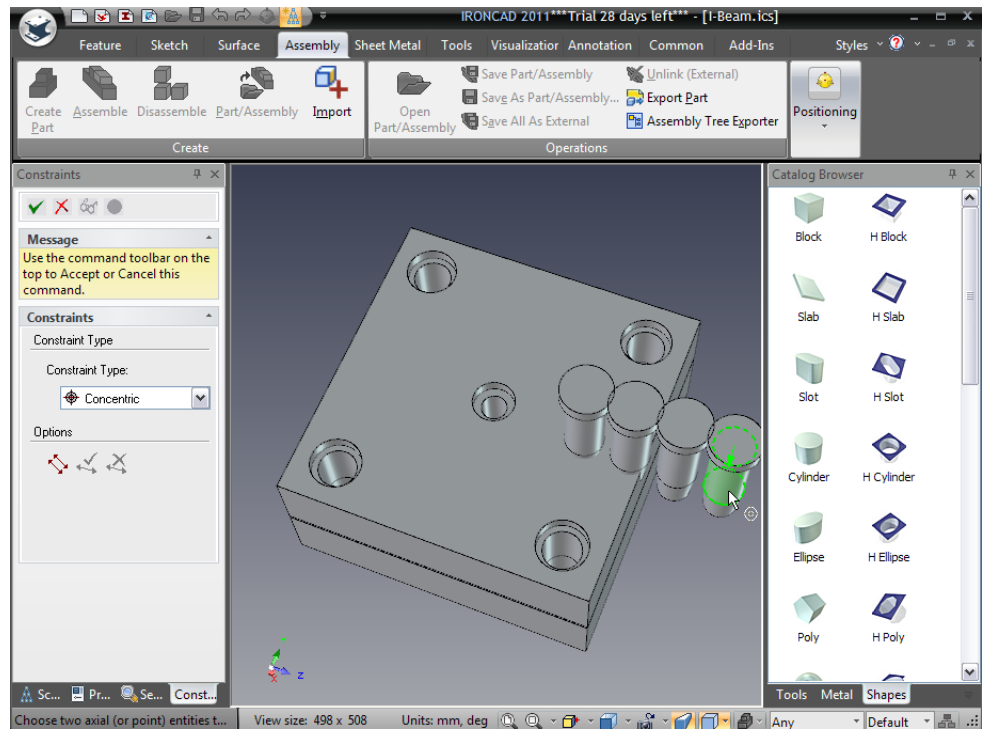 IRONCAD 2011***Trial 28 days left*** - [I-Beam.ics]
Feature Sketch Surface Assembly Sheet Metal Tools Visualization Annotation Common Add-Ins Styles
Create Part
Assemble
Disassemble
Part/Assembly
Import
Create
Open Part/Assembly
Save Part/Assembly
Save As Part/Assembly...
Save All As External
Unlink (External)
Export Part
Assembly Tree Exporter
Operations
Positioning
Constraints
Message
Use the command toolbar on the
top to Accept or Cancel this
command.
Constraints
Constraint Type
Constraint Type:
Concentric
Options
Sc... Pr... Se... Const...
z
Catalog Browser
Block H Block
Slab H Slab
Slot H Slot
Cylinder H Cylinder
Ellipse H Ellipse
Poly H Poly
Tools Metal Shapes
Choose two axial (or point) entities t... View size: 498 x 508 Units: mm, deg Any Default